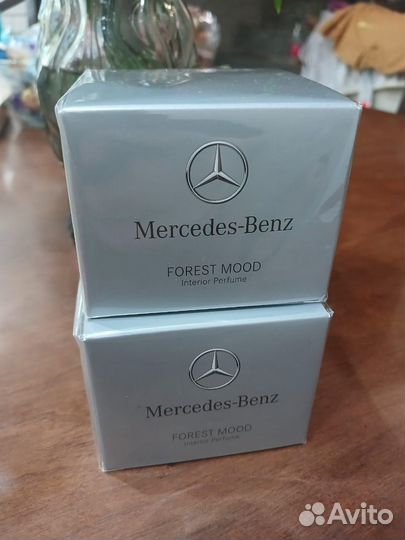 Mercedes-Benz
FOREST MOOD
Interior Perfume
Mercedes-Benz
FOREST MOOD
Interior Perfume
Avito